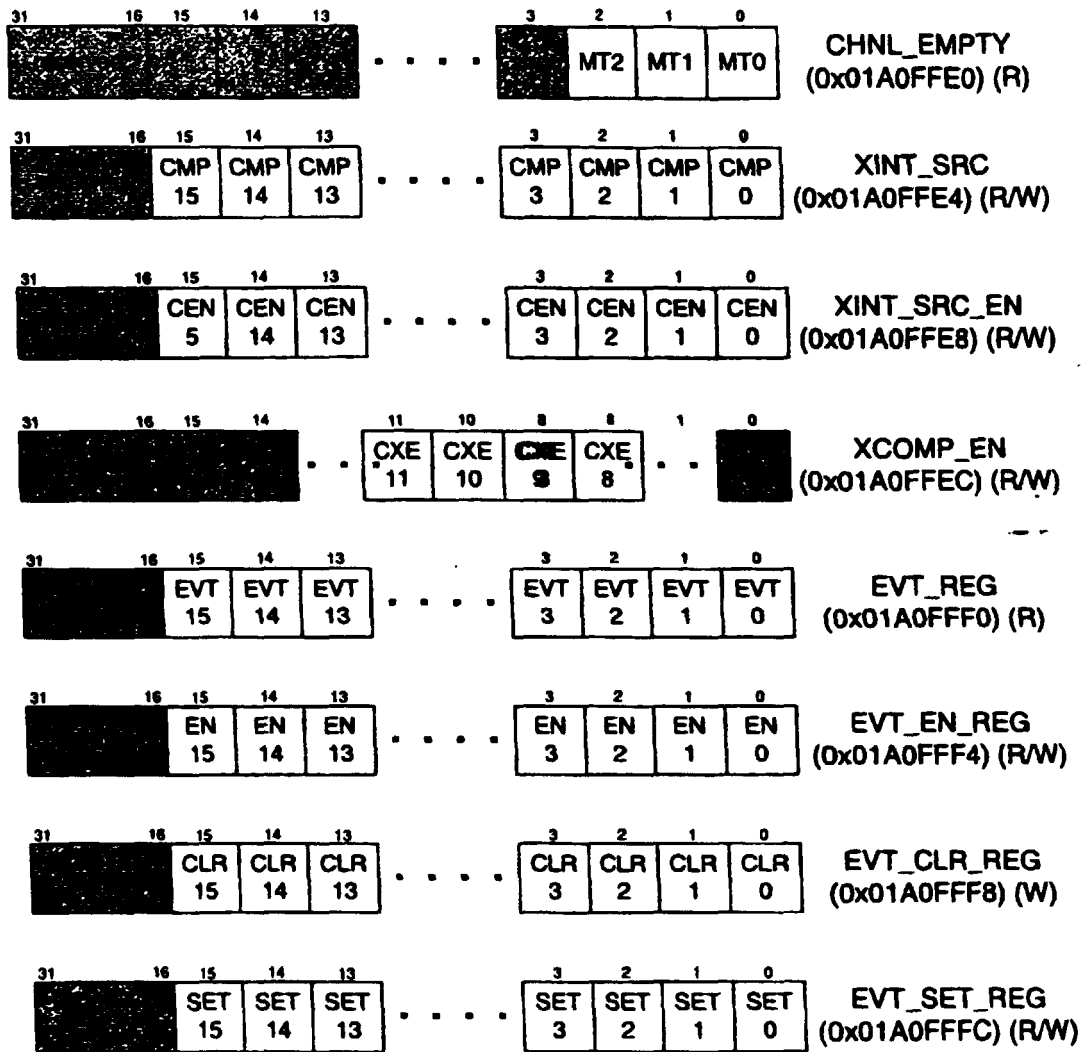 31 16 15 14 13 3 2 1 0
MT2 MT1 MT0
CHNL_EMPTY
(0x01A0FFE0) (R)
31 16 15 14 13 3 2 1 0
CMP CMP CMP CMP CMP CMP CMP
15 14 13 3 2 1 0
XINT_SRC
(0x01A0FFE4) (R/W)
31 16 15 14 13 3 2 1 0
CEN CEN CEN CEN CEN CEN CEN
5 14 13 3 2 1 0
XINT_SRC_EN
(0x01A0FFE8) (R/W)
31 16 15 14 11 10 8 8 1 0
CXE CXE CXE CXE
11 10 9 8
XCOMP_EN
(0x01A0FFEC) (R/W)
31 16 15 14 13 3 2 1 0
EVT EVT EVT EVT EVT EVT EVT
15 14 13 3 2 1 0
EVT_REG
(0x01A0FFF0) (R)
31 16 15 14 13 3 2 1 0
EN EN EN EN EN EN EN
15 14 13 3 2 1 0
EVT_EN_REG
(0x01A0FFF4) (R/W)
31 16 15 14 13 3 2 1 0
CLR CLR CLR CLR CLR CLR CLR
15 14 13 3 2 1 0
EVT_CLR_REG
(0x01A0FFF8) (W)
31 16 15 14 13 3 2 1 0
SET SET SET SET SET SET SET
15 14 13 3 2 1 0
EVT_SET_REG
(0x01A0FFFC) (R/W)